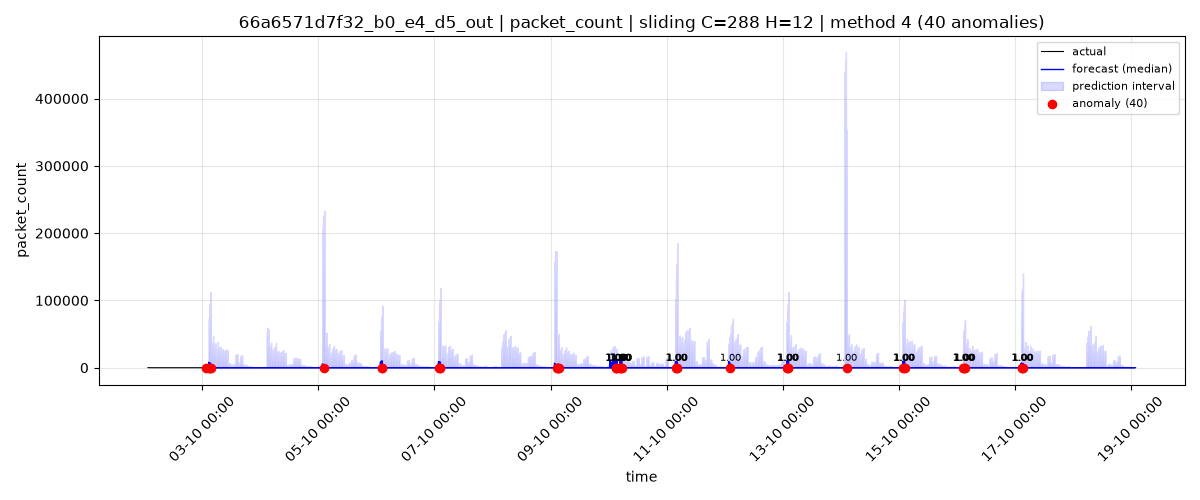 66a6571d7f32_b0_e4_d5_out | packet_count | sliding C=288 H=12 | method 4 (40 anomalies)
actual
forecast (median)
prediction interval
anomaly (40)
packet_count
400000
300000
200000
100000
0
1.00 1.00 1.00 1.00 1.00 1.00 1.00 1.00
03-10 00:00
05-10 00:00
07-10 00:00
09-10 00:00
11-10 00:00
13-10 00:00
15-10 00:00
17-10 00:00
19-10 00:00
time